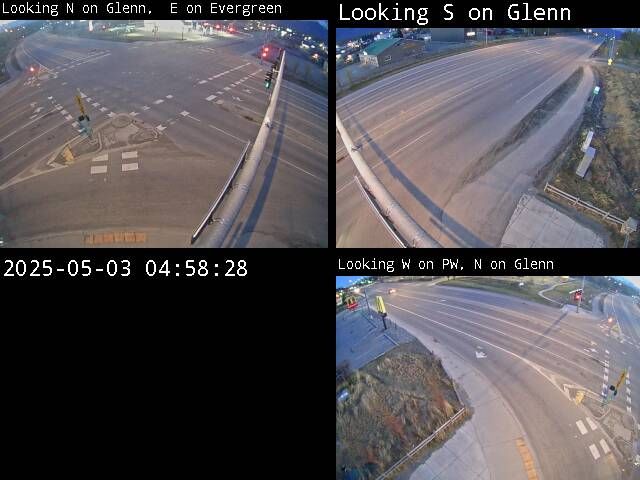 Looking N on Glenn,  E on Evergreen
Looking S on Glenn
2025-05-03 04:58:28
Looking W on PW, N on Glenn